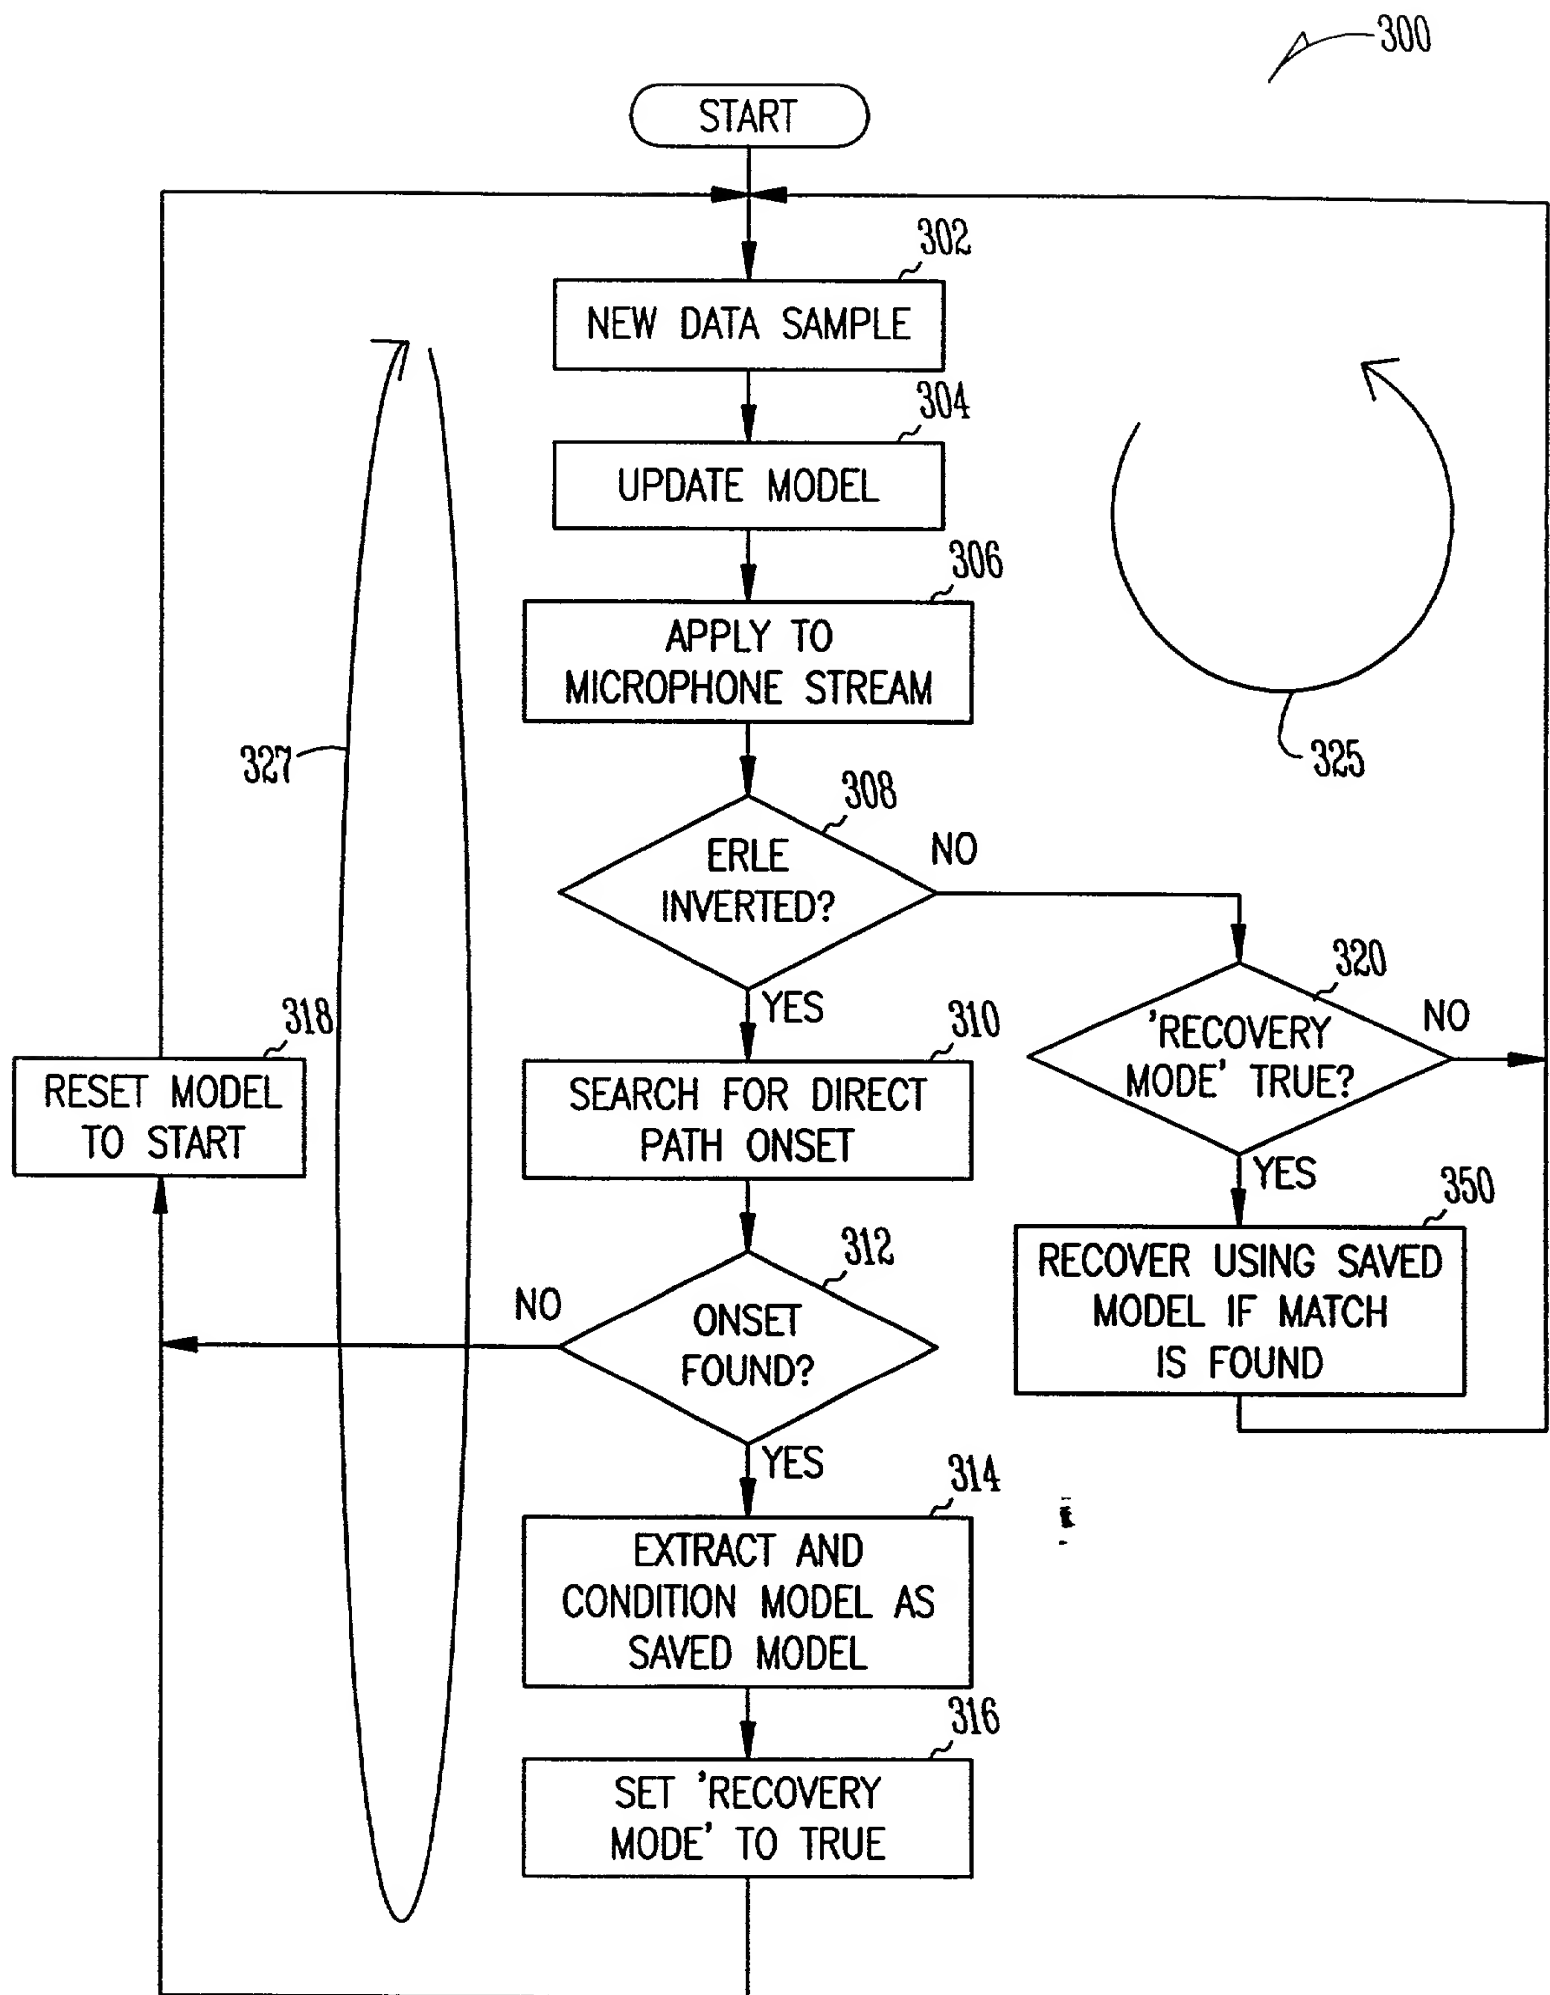 300
START
302
NEW DATA SAMPLE
304
UPDATE MODEL
306
APPLY TO
MICROPHONE STREAM
327
325
308
ERLE
INVERTED?
NO
YES
320
'RECOVERY
MODE' TRUE?
NO
YES
318
RESET MODEL
TO START
310
SEARCH FOR DIRECT
PATH ONSET
350
RECOVER USING SAVED
MODEL IF MATCH
IS FOUND
312
ONSET
FOUND?
NO
YES
314
EXTRACT AND
CONDITION MODEL AS
SAVED MODEL
316
SET 'RECOVERY
MODE' TO TRUE